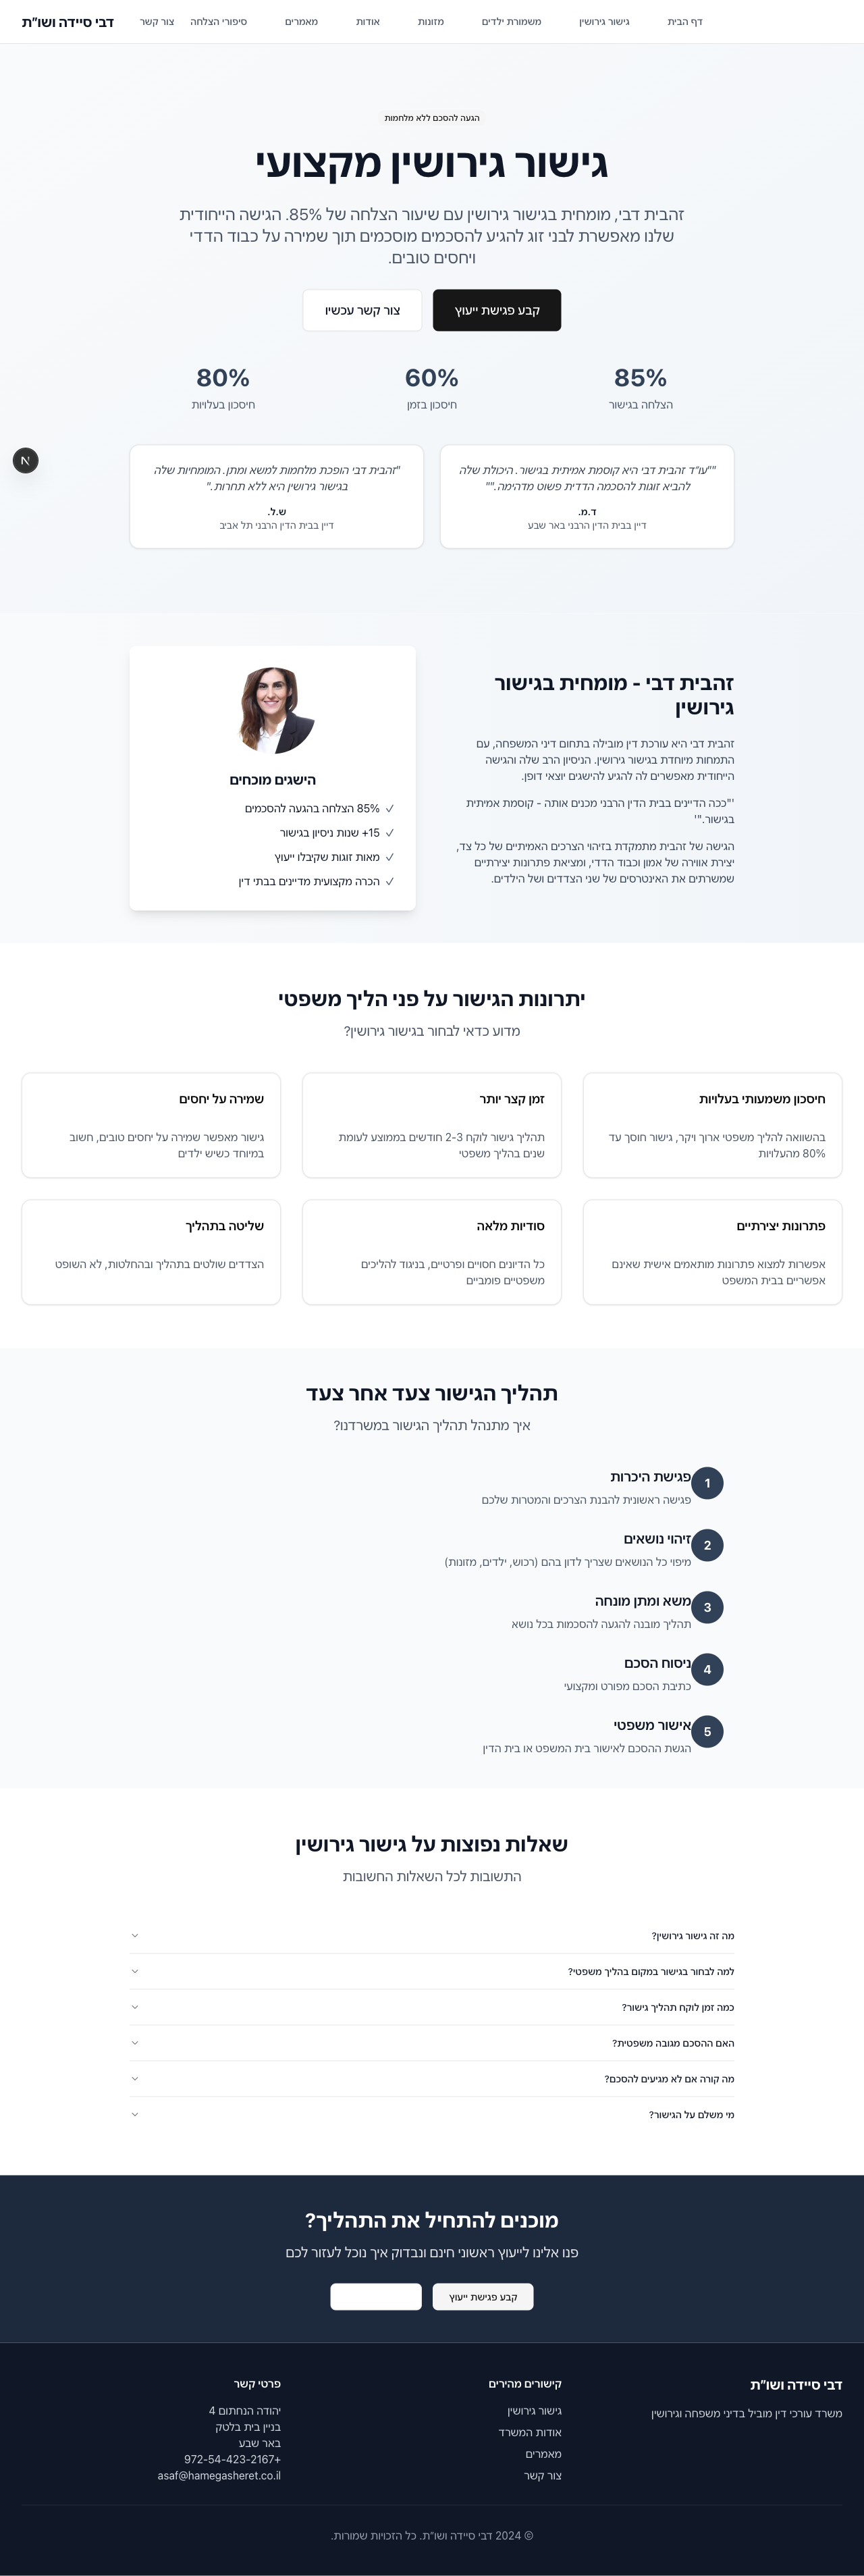 דבי סיידה ושו״ת
דף הבית
גישור גירושין
משמורת ילדים
מזונות
אודות
מאמרים
סיפורי הצלחה
צור קשר
הגעה להסכם ללא מלחמות
גישור גירושין מקצועי
זהבית דבי, מומחית בגישור גירושין עם שיעור הצלחה של 85%. הגישה הייחודית
שלנו מאפשרת לבני זוג להגיע להסכמים מוסכמים תוך שמירה על כבוד הדדי
ויחסים טובים.
קבע פגישת ייעוץ
צור קשר עכשיו
85%
הצלחה בגישור
60%
חיסכון בזמן
80%
חיסכון בעלויות
""עו״ד זהבית דבי היא קוסמת אמיתית בגישור. היכולת שלה
להביא זוגות להסכמה הדדית פשוט מדהימה.""
ד.מ.
דיין בבית הדין הרבני באר שבע
"זהבית דבי הופכת מלחמות למשא ומתן. המומחיות שלה
בגישור גירושין היא ללא תחרות."
ש.ל.
דיין בבית הדין הרבני תל אביב
זהבית דבי - מומחית בגישור
גירושין
זהבית דבי היא עורכת דין מובילה בתחום דיני המשפחה, עם
התמחות מיוחדת בגישור גירושין. הניסיון הרב שלה והגישה
הייחודית מאפשרים לה להגיע להישגים יוצאי דופן.
'"ככה הדיינים בבית הדין הרבני מכנים אותה - קוסמת אמיתית
בגישור."'
הגישה של זהבית מתמקדת בזיהוי הצרכים האמיתיים של כל צד,
יצירת אווירה של אמון וכבוד הדדי, ומציאת פתרונות יצירתיים
שמשרתים את האינטרסים של שני הצדדים ושל הילדים.
הישגים מוכחים
85% הצלחה בהגעה להסכמים
15+ שנות ניסיון בגישור
מאות זוגות שקיבלו ייעוץ
הכרה מקצועית מדיינים בבתי דין
יתרונות הגישור על פני הליך משפטי
מדוע כדאי לבחור בגישור גירושין?
חיסכון משמעותי בעלויות
בהשוואה להליך משפטי ארוך ויקר, גישור חוסך עד
80% מהעלויות
זמן קצר יותר
תהליך גישור לוקח 2-3 חודשים בממוצע לעומת
שנים בהליך משפטי
שמירה על יחסים
גישור מאפשר שמירה על יחסים טובים, חשוב
במיוחד כשיש ילדים
פתרונות יצירתיים
אפשרות למצוא פתרונות מותאמים אישית שאינם
אפשריים בבית המשפט
סודיות מלאה
כל הדיונים חסויים ופרטיים, בניגוד להליכים
משפטיים פומביים
שליטה בתהליך
הצדדים שולטים בתהליך ובהחלטות, לא השופט
תהליך הגישור צעד אחר צעד
איך מתנהל תהליך הגישור במשרדנו?
1
פגישת היכרות
פגישה ראשונית להבנת הצרכים והמטרות שלכם
2
זיהוי נושאים
מיפוי כל הנושאים שצריך לדון בהם (רכוש, ילדים, מזונות)
3
משא ומתן מונחה
תהליך מובנה להגעה להסכמות בכל נושא
4
ניסוח הסכם
כתיבת הסכם מפורט ומקצועי
5
אישור משפטי
הגשת ההסכם לאישור בית המשפט או בית הדין
שאלות נפוצות על גישור גירושין
התשובות לכל השאלות החשובות
מה זה גישור גירושין?
למה לבחור בגישור במקום בהליך משפטי?
כמה זמן לוקח תהליך גישור?
האם ההסכם מגובה משפטית?
מה קורה אם לא מגיעים להסכם?
מי משלם על הגישור?
מוכנים להתחיל את התהליך?
פנו אלינו לייעוץ ראשוני חינם ונבדוק איך נוכל לעזור לכם
קבע פגישת ייעוץ
דבי סיידה ושו״ת
משרד עורכי דין מוביל בדיני משפחה וגירושין
קישורים מהירים
גישור גירושין
אודות המשרד
מאמרים
צור קשר
פרטי קשר
יהודה הנחתום 4
בניין בית בלטק
באר שבע
972-54-423-2167+
asaf@hamegasheret.co.il
© 2024 דבי סיידה ושו״ת. כל הזכויות שמורות.